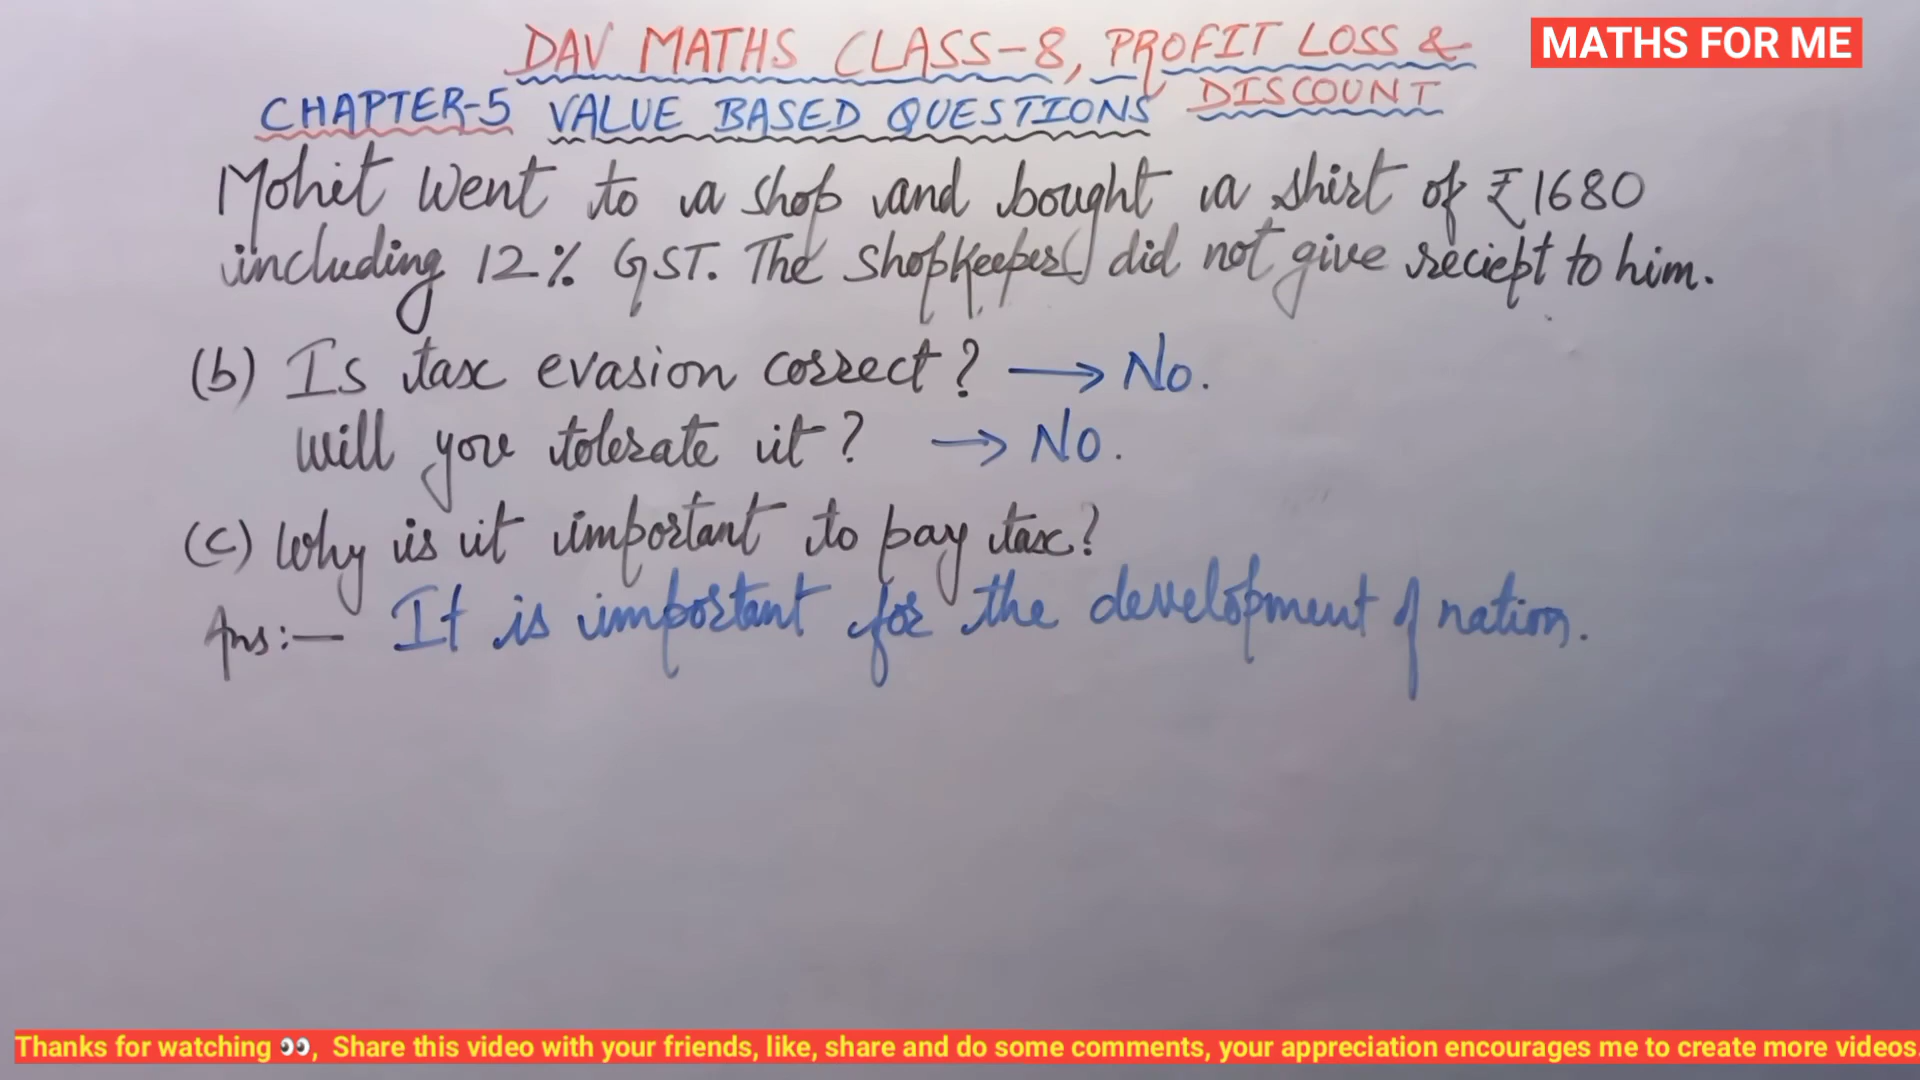 DAV MATHS CLASS-8, PROFIT LOSS &
DISCOUNT
MATHS FOR ME
CHAPTER-5 VALUE BASED QUESTIONS
Mohit went to a shop and bought a shirt of ₹1680
including 12% GST. The shopkeeper did not give reciept to him.
(b) Is tax evasion correct? → No.
Will you tolerate it? → No.
(c) Why is it important to pay tax?
Ans:— It is important for the development of nation.
Thanks for watching 👀, Share this video with your friends, like, share and do some comments, your appreciation encourages me to create more videos.